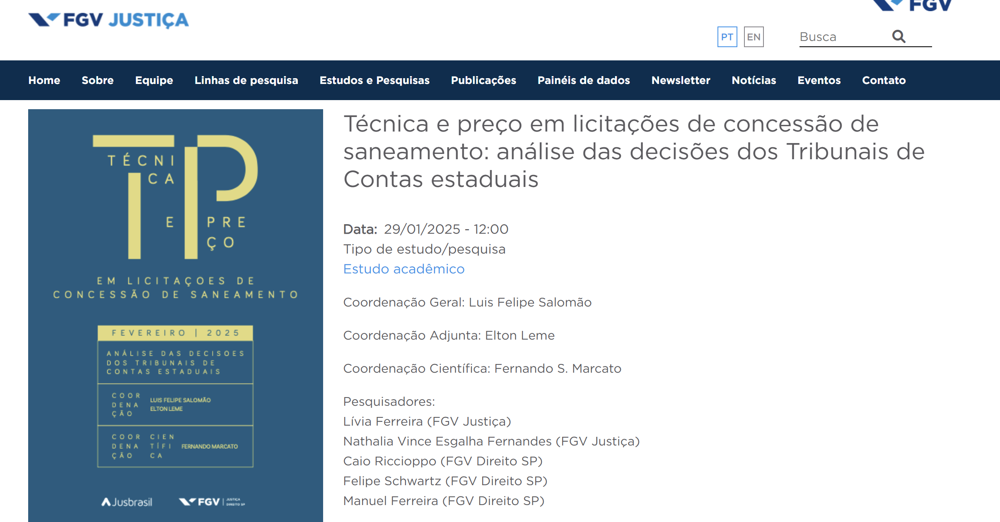 FGV JUSTIÇA
FGV
PT EN
Busca
Home Sobre Equipe Linhas de pesquisa Estudos e Pesquisas Publicações Painéis de dados Newsletter Notícias Eventos Contato
TÉCNI
CA
E PRE
ÇO
EM LICITAÇOES DE
CONCESSÃO DE SANEAMENTO
FEVEREIRO | 2025
ANÁLISE DAS DECISOES
DOS TRIBUNAIS DE
CONTAS ESTADUAIS
COOR
DENA
ÇÃO
LUIS FELIPE SALOMÃO
ELTON LEME
COOR
DENA
ÇÃO
CIEN
TÍFI
CA
FERNANDO MARCATO
Jusbrasil
FGV | JUSTIÇA
DIREITO SP
Técnica e preço em licitações de concessão de
saneamento: análise das decisões dos Tribunais de
Contas estaduais
Data: 29/01/2025 - 12:00
Tipo de estudo/pesquisa
Estudo acadêmico
Coordenação Geral: Luis Felipe Salomão
Coordenação Adjunta: Elton Leme
Coordenação Científica: Fernando S. Marcato
Pesquisadores:
Lívia Ferreira (FGV Justiça)
Nathalia Vince Esgalha Fernandes (FGV Justiça)
Caio Riccioppo (FGV Direito SP)
Felipe Schwartz (FGV Direito SP)
Manuel Ferreira (FGV Direito SP)